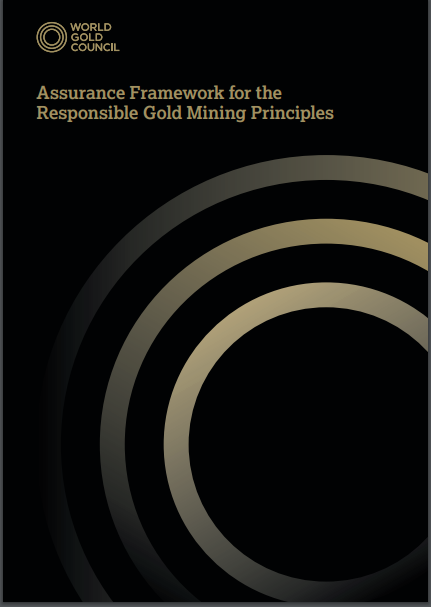 WORLD
GOLD
COUNCIL
Assurance Framework for the
Responsible Gold Mining Principles